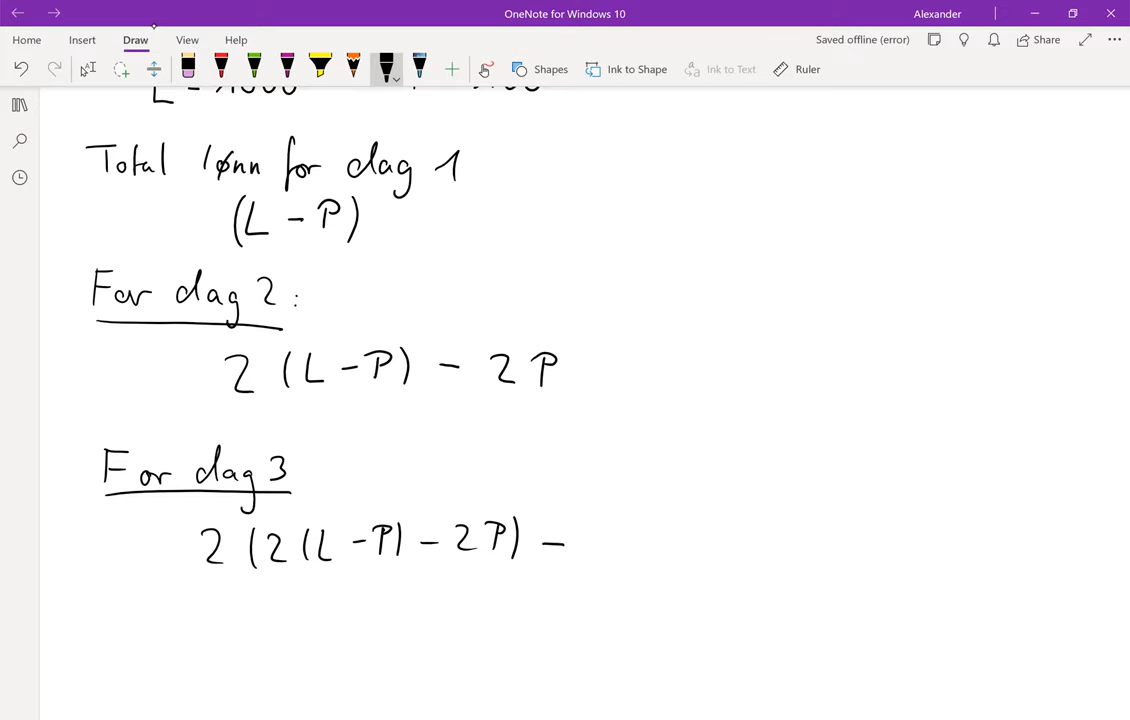 OneNote for Windows 10
Alexander
Home Insert Draw View Help
Saved offline (error)
Share
Shapes
Ink to Shape
Ink to Text
Ruler
Total lønn for dag 1
(L - P)
For dag 2:
2 (L - P) - 2 P
For dag 3
2 (2 (L - P) - 2 P) -